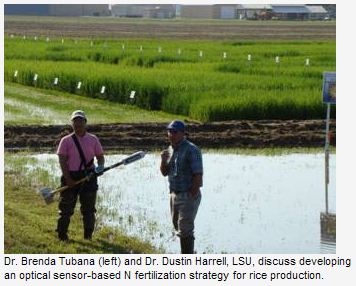 Dr. Brenda Tubana (left) and Dr. Dustin Harrell, LSU, discuss developing
an optical sensor-based N fertilization strategy for rice production.